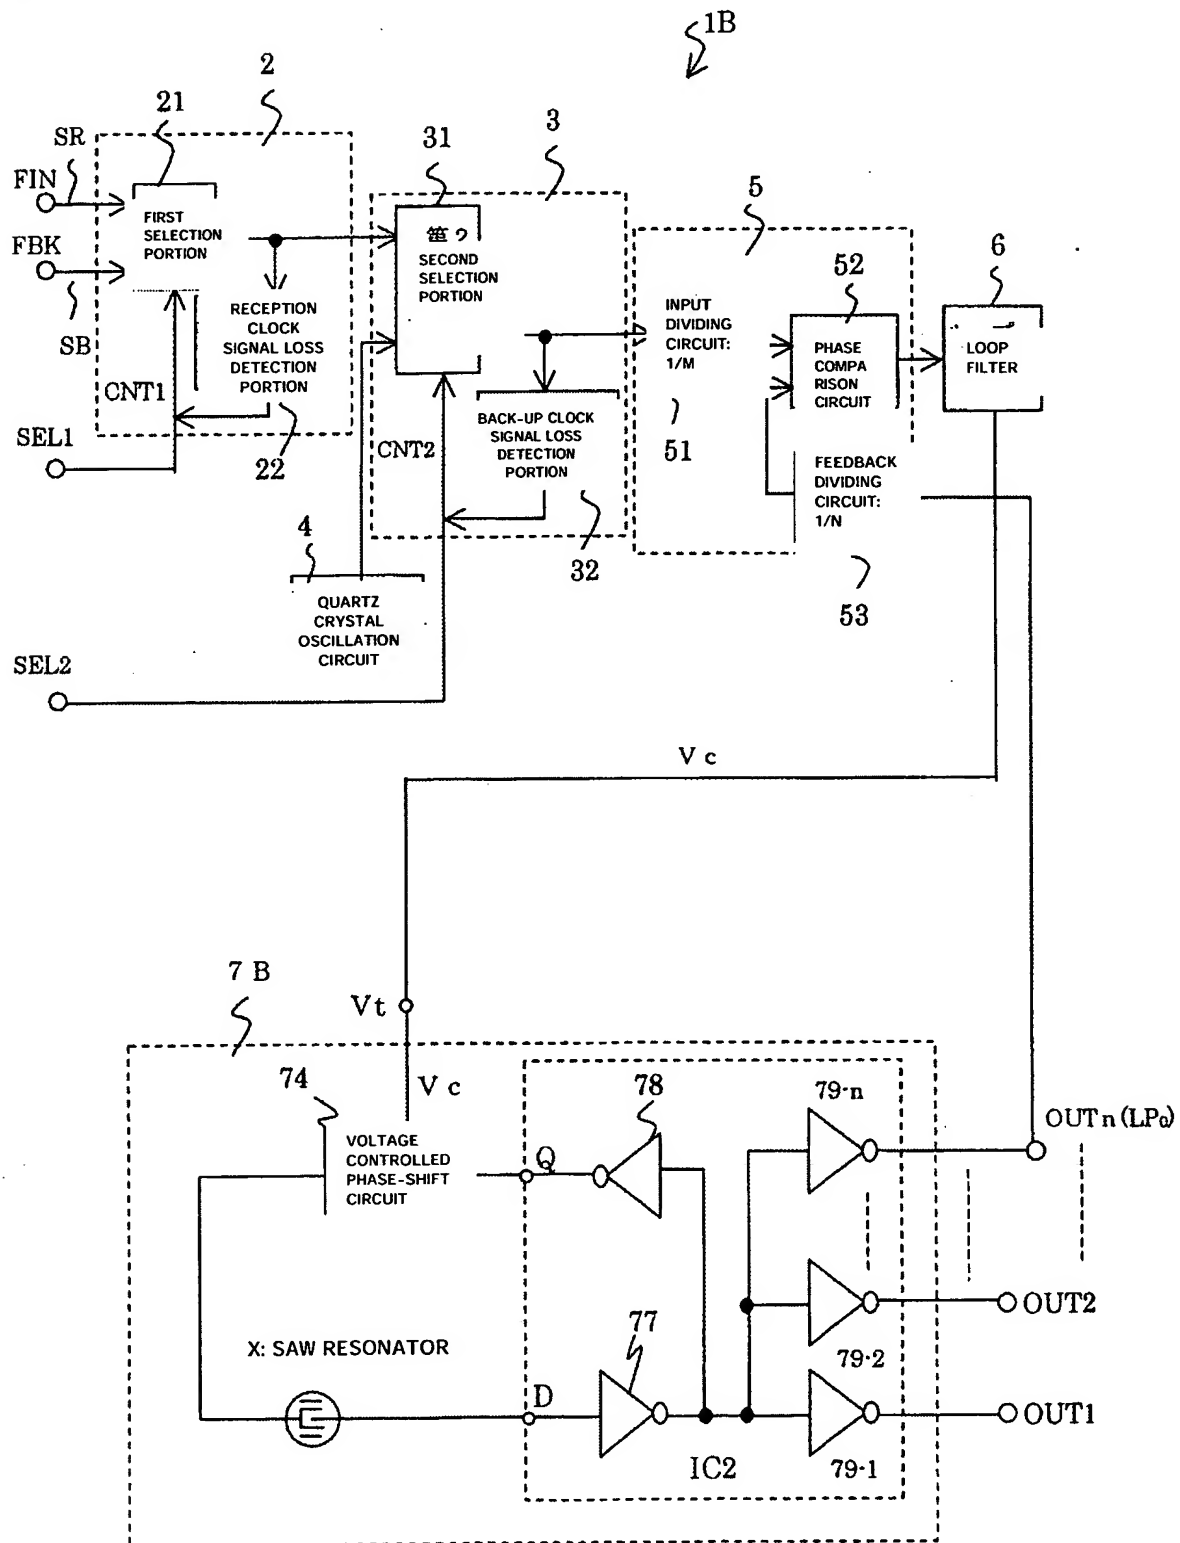 1B
2
21
SR
FIN
FBK
SB
FIRST
SELECTION
PORTION
CNT1
RECEPTION
CLOCK
SIGNAL LOSS
DETECTION
PORTION
SEL1
22
3
31
SECOND
SELECTION
PORTION
CNT2
BACK-UP CLOCK
SIGNAL LOSS
DETECTION
PORTION
32
4
QUARTZ
CRYSTAL
OSCILLATION
CIRCUIT
SEL2
5
INPUT
DIVIDING
CIRCUIT:
1/M
51
52
PHASE
COMPA
RISON
CIRCUIT
FEEDBACK
DIVIDING
CIRCUIT:
1/N
53
6
LOOP
FILTER
Vc
7 B
Vt
Vc
74
VOLTAGE
CONTROLLED
PHASE-SHIFT
CIRCUIT
Q
78
79-n
OUTn (LPa)
X: SAW RESONATOR
D
77
79-2
OUT2
IC2
79-1
OUT1